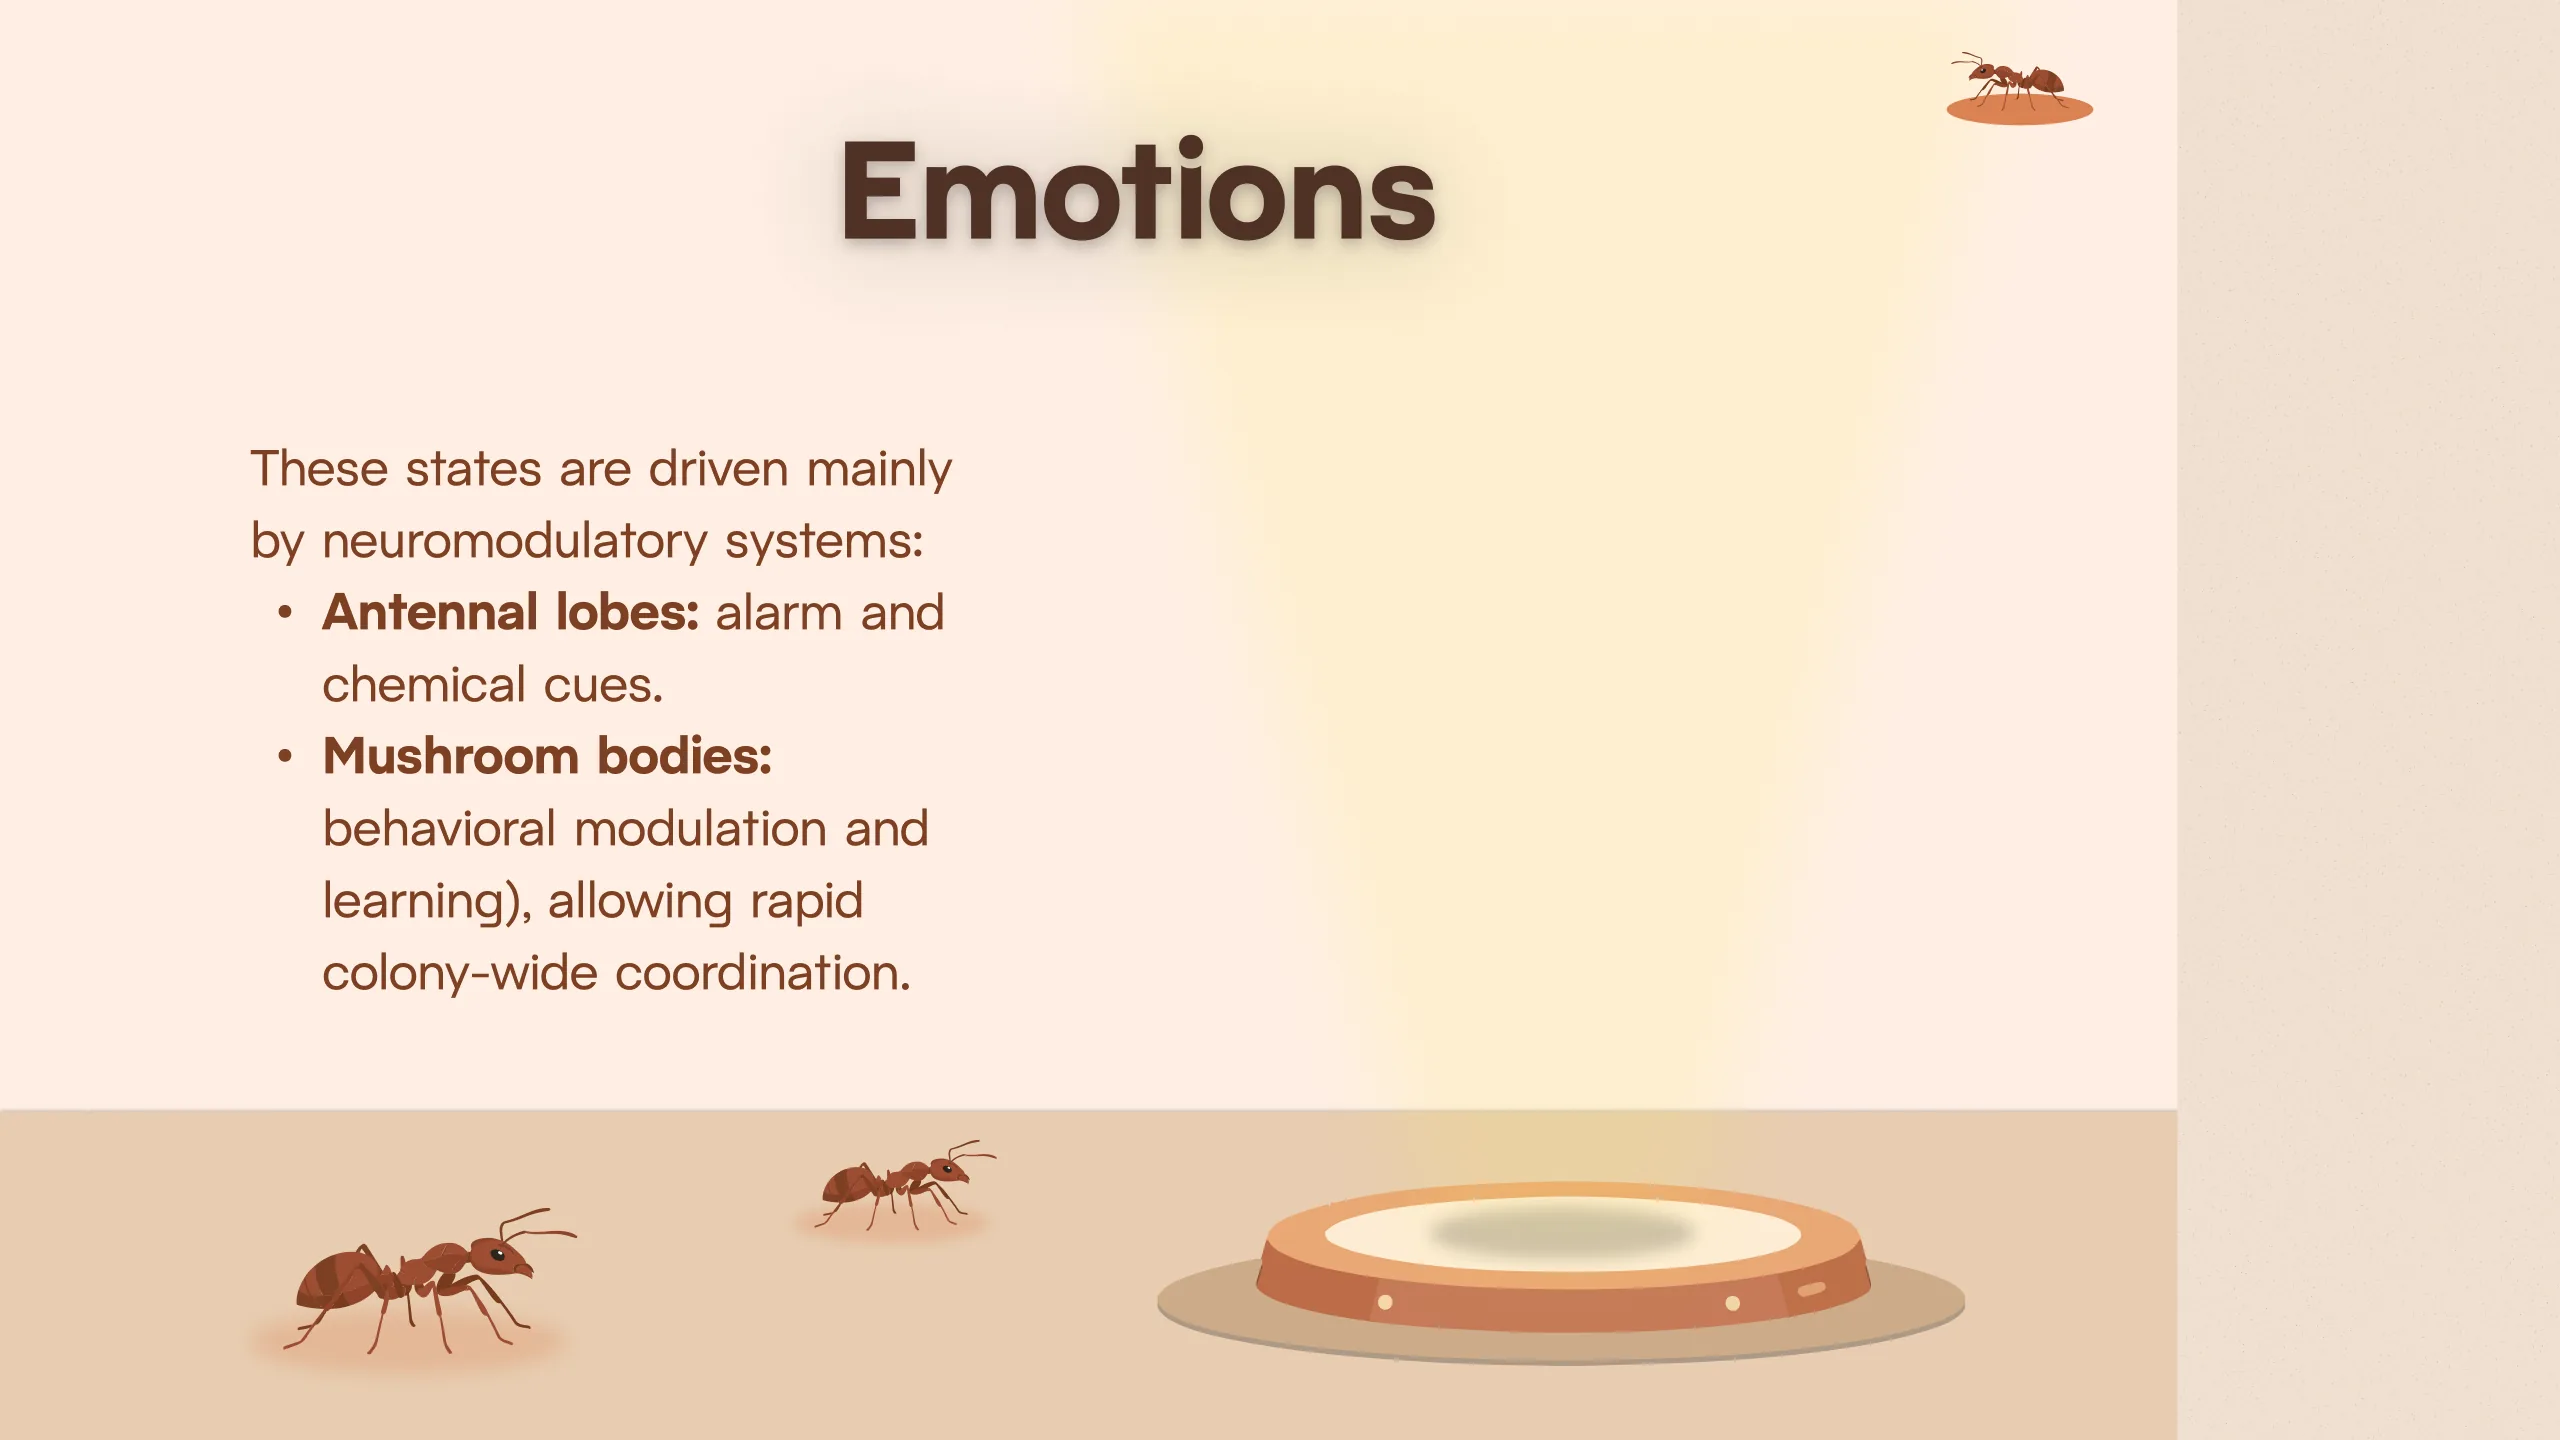 Emotions
These states are driven mainly
by neuromodulatory systems:
• Antennal lobes: alarm and
chemical cues.
• Mushroom bodies:
behavioral modulation and
learning), allowing rapid
colony-wide coordination.